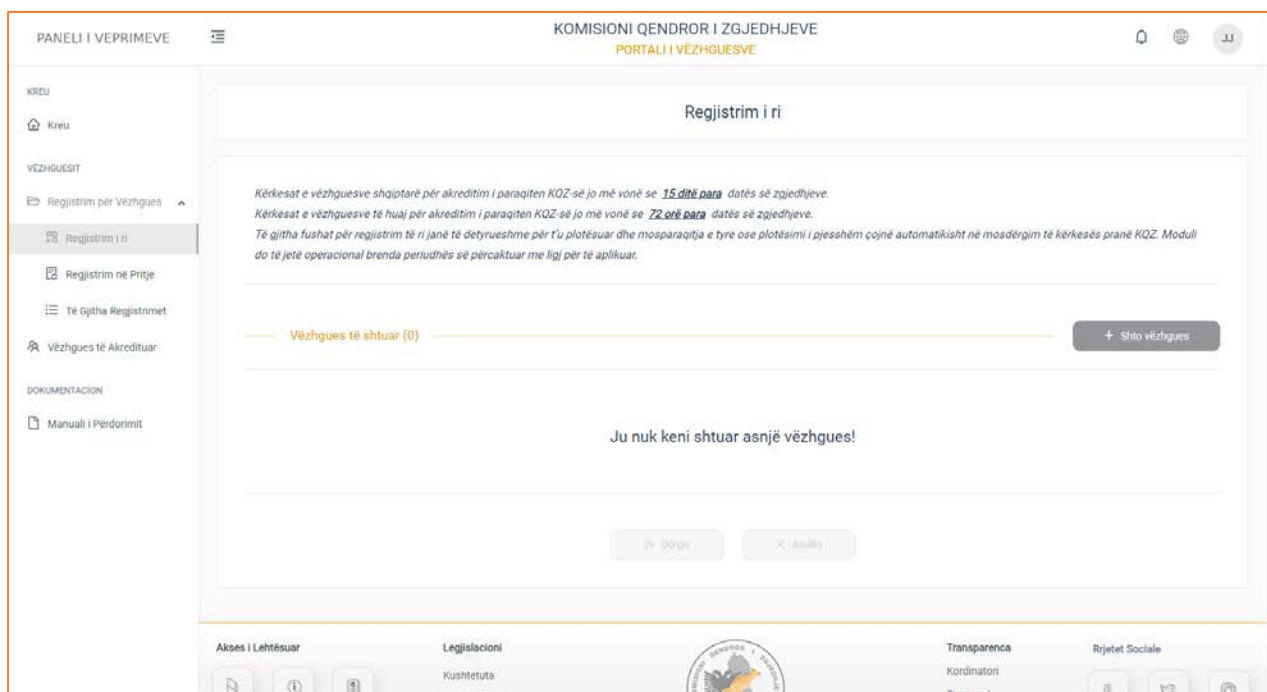 PANELI I VEPRIMEVE
KOMISIONI QENDROR I ZGJEDHJEVE
PORTALI I VËZHGUESVE
JJ
KREU
Kreu
VËZHGUESIT
Regjistrim për Vëzhgues
Regjistrim i ri
Regjistrim në Pritje
Të Gjitha Regjistrimet
Vëzhgues të Akredituar
DOKUMENTACION
Manuali i Përdorimit
Regjistrim i ri
Kërkesat e vëzhguesve shqiptarë për akreditim i paraqiten KQZ-së jo më vonë se 15 ditë para datës së zgjedhjeve.
Kërkesat e vëzhguesve të huaj për akreditim i paraqiten KQZ-së jo më vonë se 72 orë para datës së zgjedhjeve.
Të gjitha fushat për regjistrim të ri janë të detyrueshme për t'u plotësuar dhe mosparaqitja e tyre ose plotësimi i pjesshëm çojnë automatikisht në mosdërgim të kërkesës pranë KQZ. Moduli
do të jetë operacional brenda periudhës së përcaktuar me ligj për të aplikuar.
Vëzhgues të shtuar (0)
+ Shto vëzhgues
Ju nuk keni shtuar asnjë vëzhgues!
Dërgo
Anullo
Akses i Lehtësuar
Legjislacioni
Kushtetuta
Transparenca
Kordinatori
Rrjetet Sociale